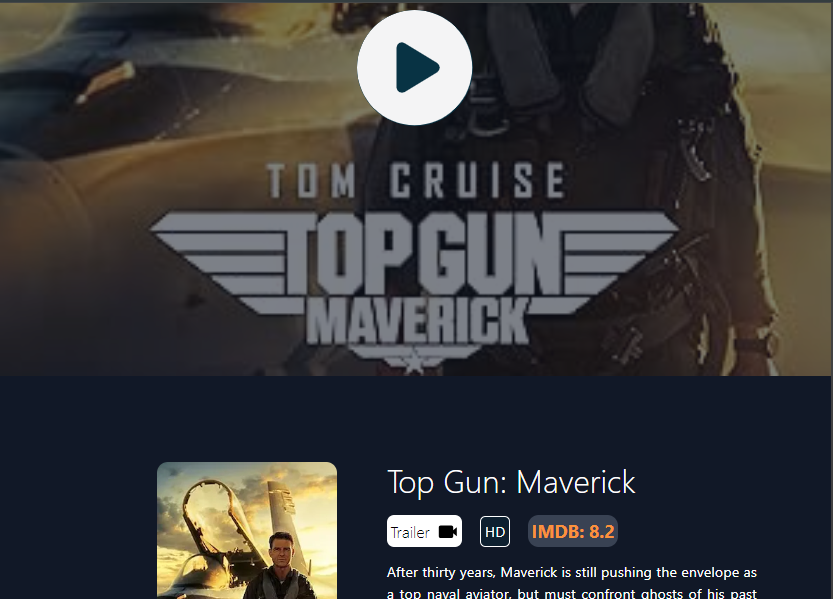 TOM CRUISE
TOP GUN
MAVERICK
Top Gun: Maverick
Trailer
HD
IMDB: 8.2
After thirty years, Maverick is still pushing the envelope as
a top naval aviator, but must confront ghosts of his past